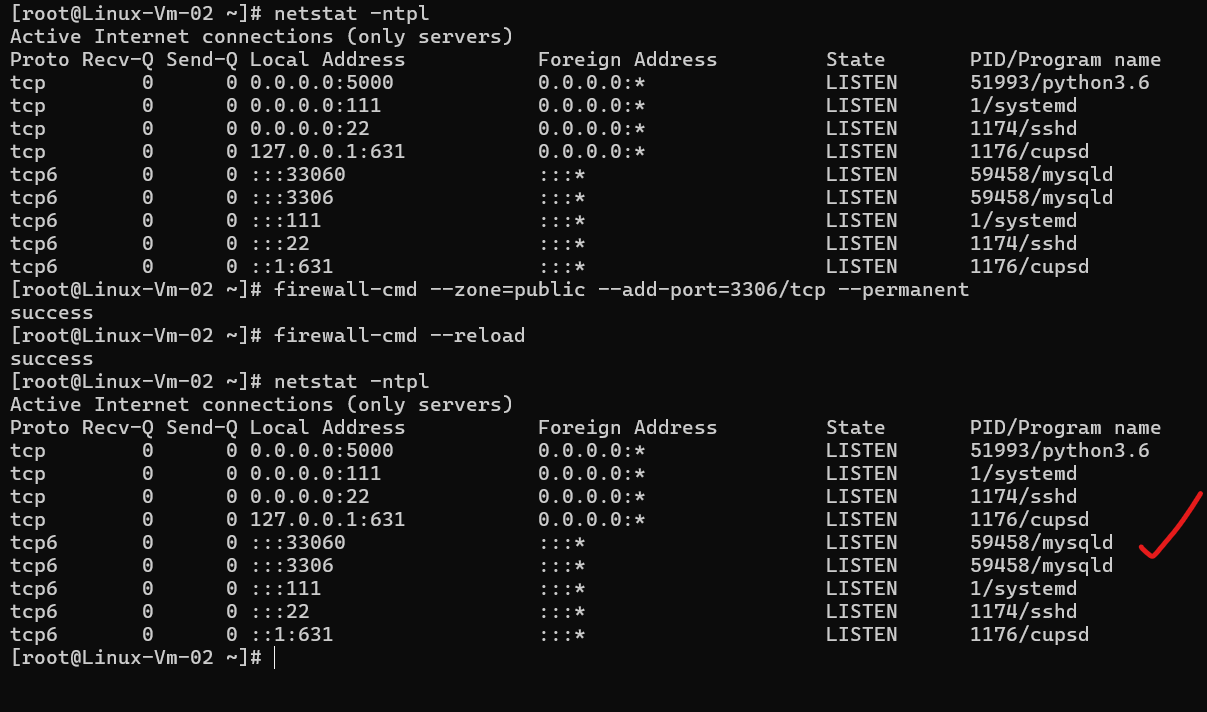 [root@Linux-Vm-02 ~]# netstat -ntpl
Active Internet connections (only servers)
Proto Recv-Q Send-Q Local Address           Foreign Address         State       PID/Program name
tcp        0      0 0.0.0.0:5000            0.0.0.0:*               LISTEN      51993/python3.6
tcp        0      0 0.0.0.0:111             0.0.0.0:*               LISTEN      1/systemd
tcp        0      0 0.0.0.0:22              0.0.0.0:*               LISTEN      1174/sshd
tcp        0      0 127.0.0.1:631           0.0.0.0:*               LISTEN      1176/cupsd
tcp6       0      0 :::33060                :::*                    LISTEN      59458/mysqld
tcp6       0      0 :::3306                 :::*                    LISTEN      59458/mysqld
tcp6       0      0 :::111                  :::*                    LISTEN      1/systemd
tcp6       0      0 :::22                   :::*                    LISTEN      1174/sshd
tcp6       0      0 ::1:631                 :::*                    LISTEN      1176/cupsd
[root@Linux-Vm-02 ~]# firewall-cmd --zone=public --add-port=3306/tcp --permanent
success
[root@Linux-Vm-02 ~]# firewall-cmd --reload
success
[root@Linux-Vm-02 ~]# netstat -ntpl
Active Internet connections (only servers)
Proto Recv-Q Send-Q Local Address           Foreign Address         State       PID/Program name
tcp        0      0 0.0.0.0:5000            0.0.0.0:*               LISTEN      51993/python3.6
tcp        0      0 0.0.0.0:111             0.0.0.0:*               LISTEN      1/systemd
tcp        0      0 0.0.0.0:22              0.0.0.0:*               LISTEN      1174/sshd
tcp        0      0 127.0.0.1:631           0.0.0.0:*               LISTEN      1176/cupsd
tcp6       0      0 :::33060                :::*                    LISTEN      59458/mysqld
tcp6       0      0 :::3306                 :::*                    LISTEN      59458/mysqld
tcp6       0      0 :::111                  :::*                    LISTEN      1/systemd
tcp6       0      0 :::22                   :::*                    LISTEN      1174/sshd
tcp6       0      0 ::1:631                 :::*                    LISTEN      1176/cupsd
[root@Linux-Vm-02 ~]#